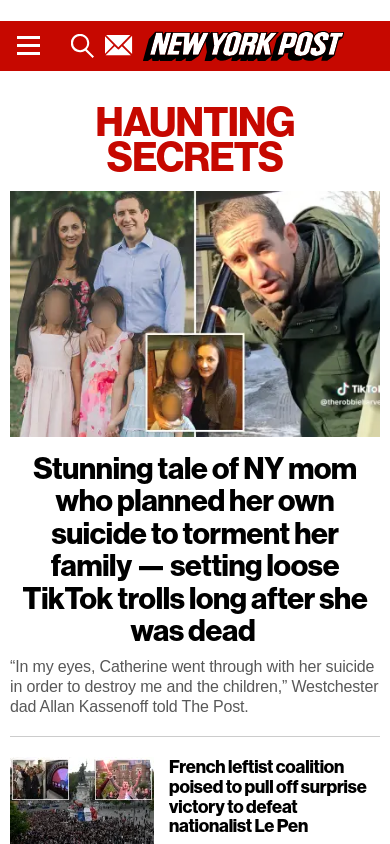 NEW YORK POST
HAUNTING
SECRETS
TikTok
Stunning tale of NY mom
who planned her own
suicide to torment her
family — setting loose
TikTok trolls long after she
was dead
“In my eyes, Catherine went through with her suicide
in order to destroy me and the children,” Westchester
dad Allan Kassenoff told The Post.
French leftist coalition
poised to pull off surprise
victory to defeat
nationalist Le Pen